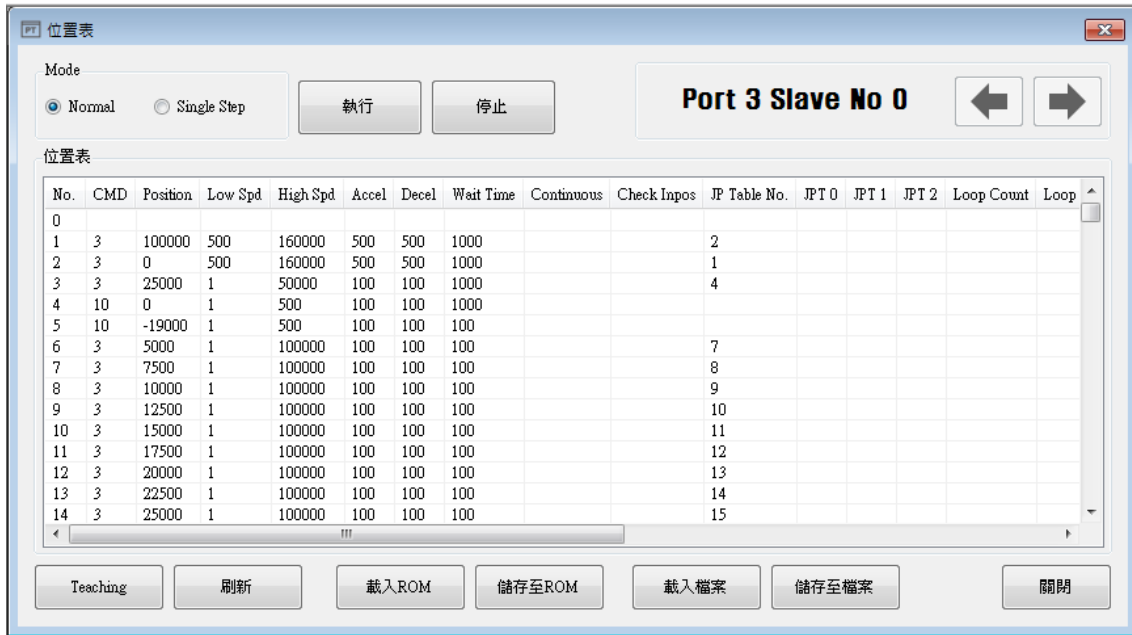 PT 位置表
Mode
Normal Single Step 執行 停止 Port 3 Slave No 0
位置表
No. CMD Position Low Spd High Spd Accel Decel Wait Time Continuous Check Inpos JP Table No. JPT 0 JPT 1 JPT 2 Loop Count Loop
0
1 3 100000 500 160000 500 500 1000 2
2 3 0 500 160000 500 500 1000 1
3 3 25000 1 50000 100 100 1000 4
4 10 0 1 500 100 100 1000
5 10 -19000 1 500 100 100 100
6 3 5000 1 100000 100 100 100 7
7 3 7500 1 100000 100 100 100 8
8 3 10000 1 100000 100 100 100 9
9 3 12500 1 100000 100 100 100 10
10 3 15000 1 100000 100 100 100 11
11 3 17500 1 100000 100 100 100 12
12 3 20000 1 100000 100 100 100 13
13 3 22500 1 100000 100 100 100 14
14 3 25000 1 100000 100 100 100 15
Teaching 刷新 載入ROM 儲存至ROM 載入檔案 儲存至檔案 關閉